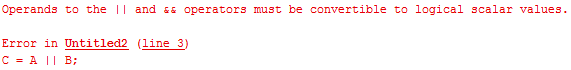 Operands to the || and && operators must be convertible to logical scalar values.
Error in Untitled2 (line 3)
C = A || B;